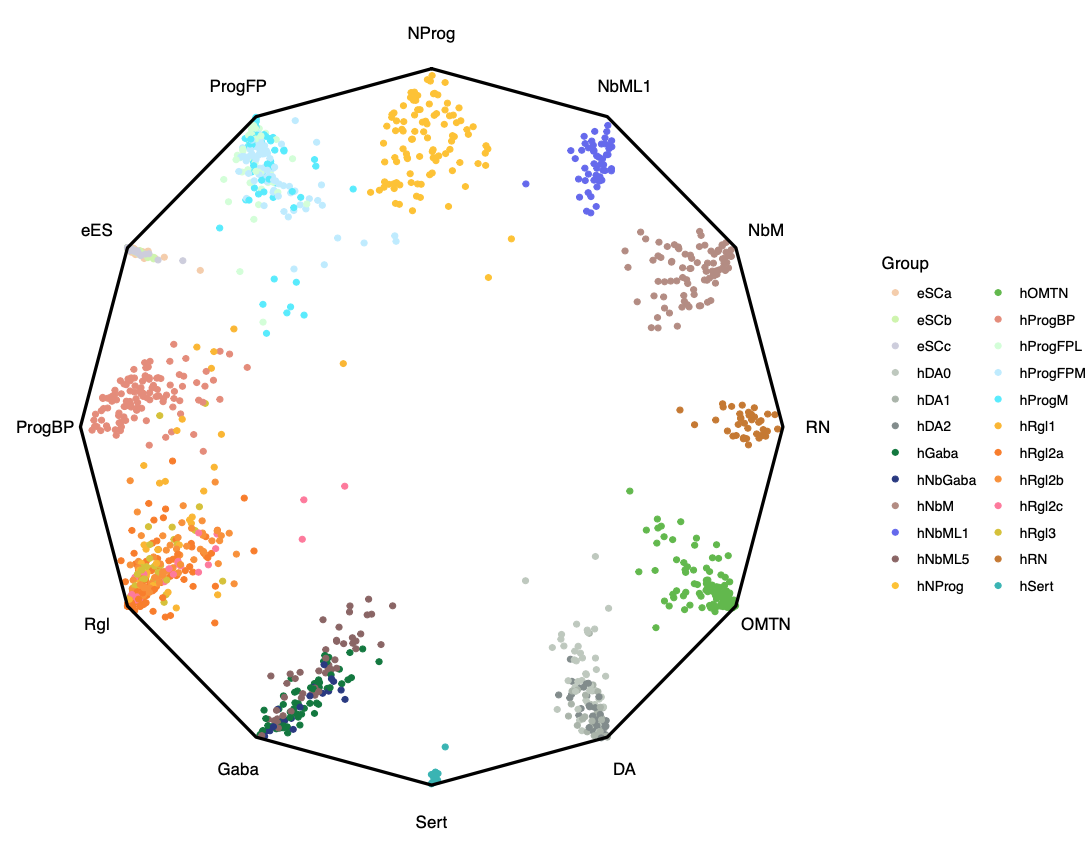 NProg
ProgFP
NbML1
eES
NbM
ProgBP
RN
Rgl
OMTN
Gaba
DA
Sert
Group
eSCa
eSCb
eSCc
hDA0
hDA1
hDA2
hGaba
hNbGaba
hNbM
hNbML1
hNbML5
hNProg
hOMTN
hProgBP
hProgFPL
hProgFPM
hProgM
hRgl1
hRgl2a
hRgl2b
hRgl2c
hRgl3
hRN
hSert